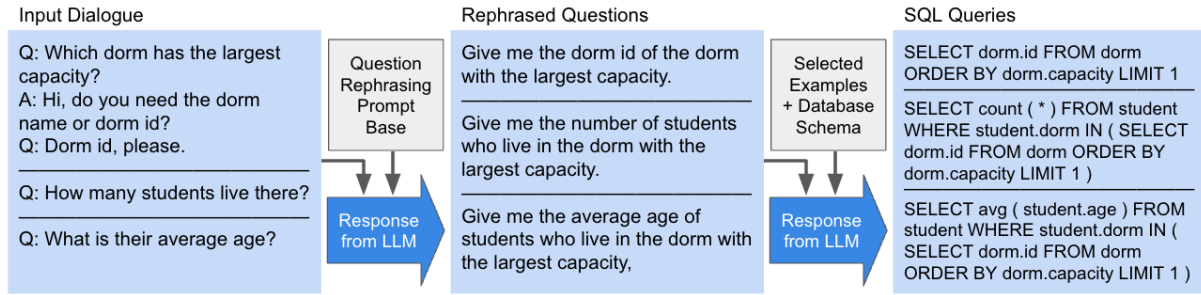 Input Dialogue
Q: Which dorm has the largest
capacity?
A: Hi, do you need the dorm
name or dorm id?
Q: Dorm id, please.
Q: How many students live there?
Q: What is their average age?
Question
Rephrasing
Prompt
Base
Response
from LLM
Rephrased Questions
Give me the dorm id of the dorm
with the largest capacity.
Give me the number of students
who live in the dorm with the
largest capacity.
Give me the average age of
students who live in the dorm with
the largest capacity,
Selected
Examples
+ Database
Schema
Response
from LLM
SQL Queries
SELECT dorm.id FROM dorm
ORDER BY dorm.capacity LIMIT 1
SELECT count ( * ) FROM student
WHERE student.dorm IN ( SELECT
dorm.id FROM dorm ORDER BY
dorm.capacity LIMIT 1 )
SELECT avg ( student.age ) FROM
student WHERE student.dorm IN (
SELECT dorm.id FROM dorm
ORDER BY dorm.capacity LIMIT 1 )